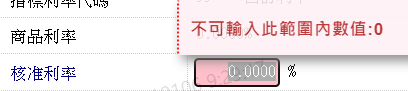 指標利率代碼
不可輸入此範圍內數值:0
商品利率
核准利率 0.0000 %